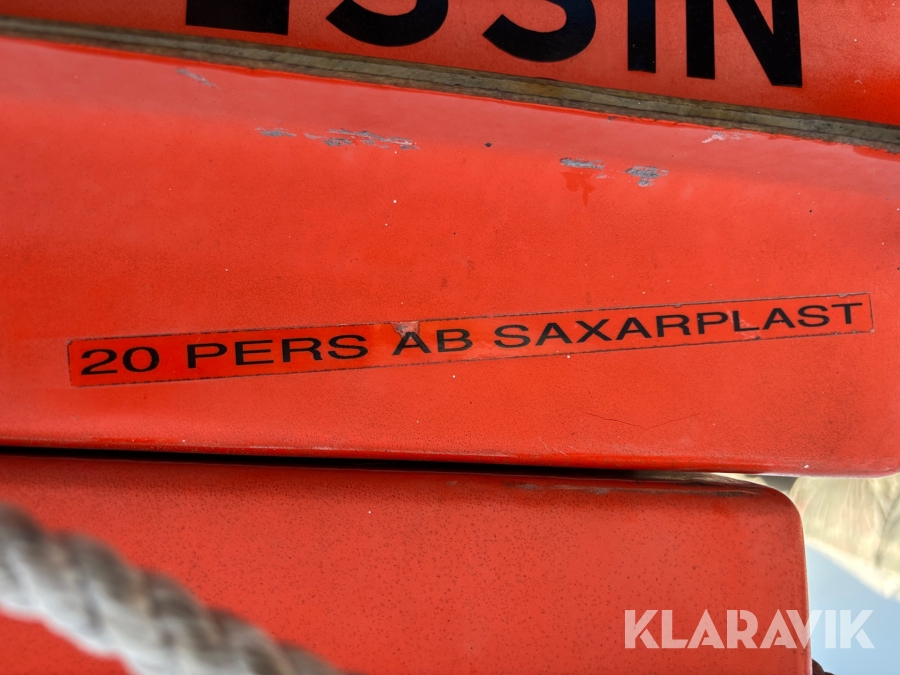 SSIN
20 PERS AB SAXARPLAST
KLARAVIK